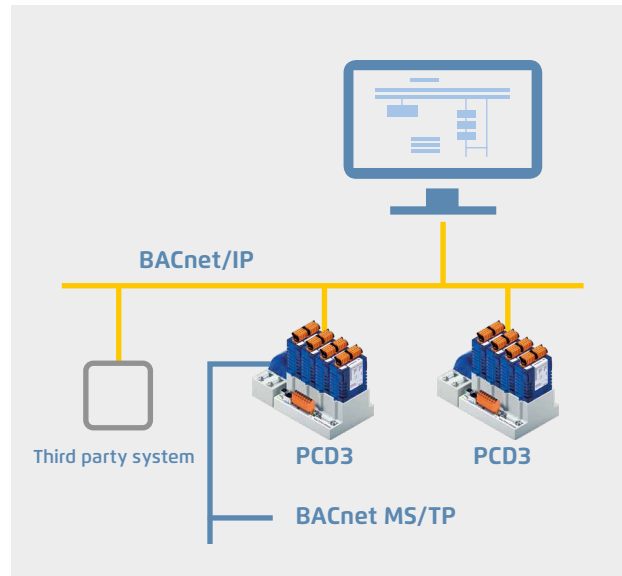 BACnet/IP
Third party system
PCD3
PCD3
BACnet MS/TP